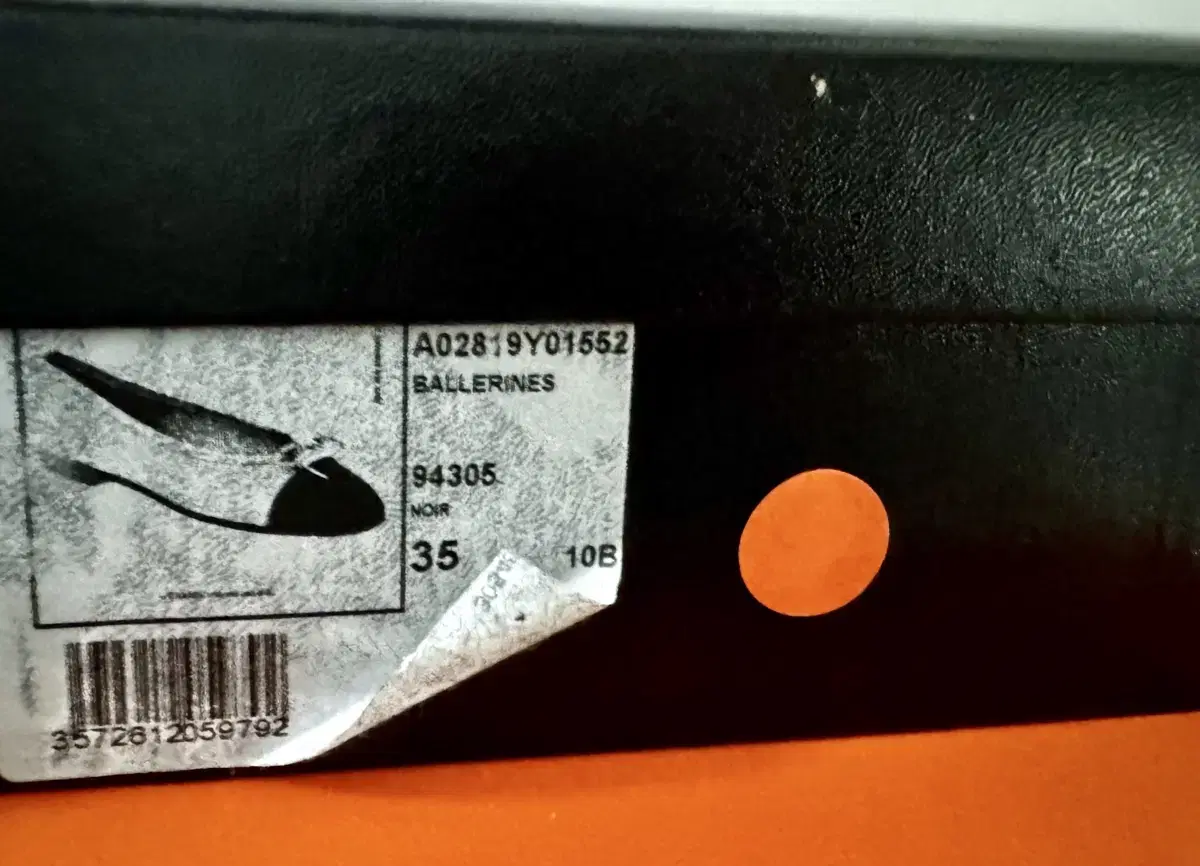 A02819Y01552
BALLERINES
94305
NOIR
35
10B
3572612059792